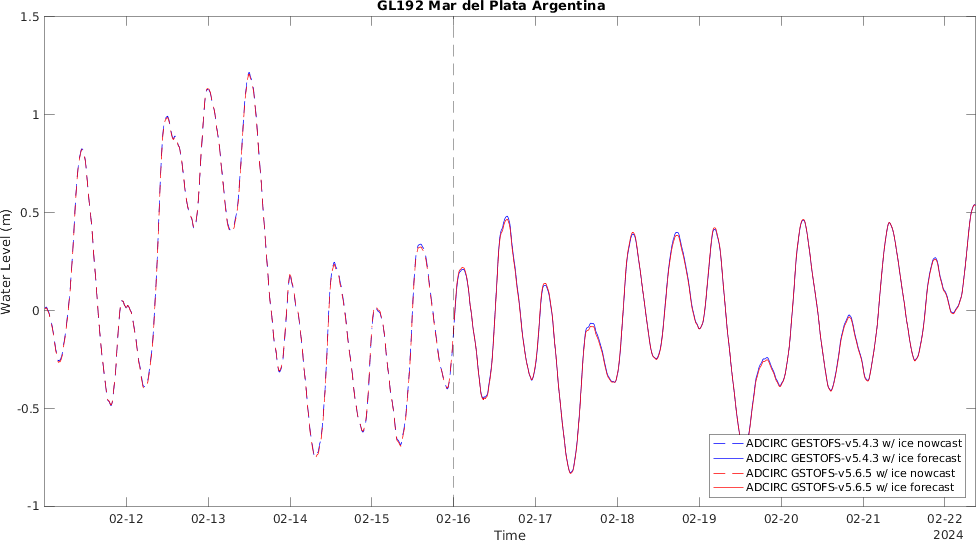 GL192 Mar del Plata Argentina
1.5
1
0.5
0
-0.5
-1
Water Level (m)
ADCIRC GESTOFS-v5.4.3 w/ ice nowcast
ADCIRC GESTOFS-v5.4.3 w/ ice forecast
ADCIRC GSTOFS-v5.6.5 w/ ice nowcast
ADCIRC GSTOFS-v5.6.5 w/ ice forecast
02-12 02-13 02-14 02-15 02-16 02-17 02-18 02-19 02-20 02-21 02-22
Time
2024